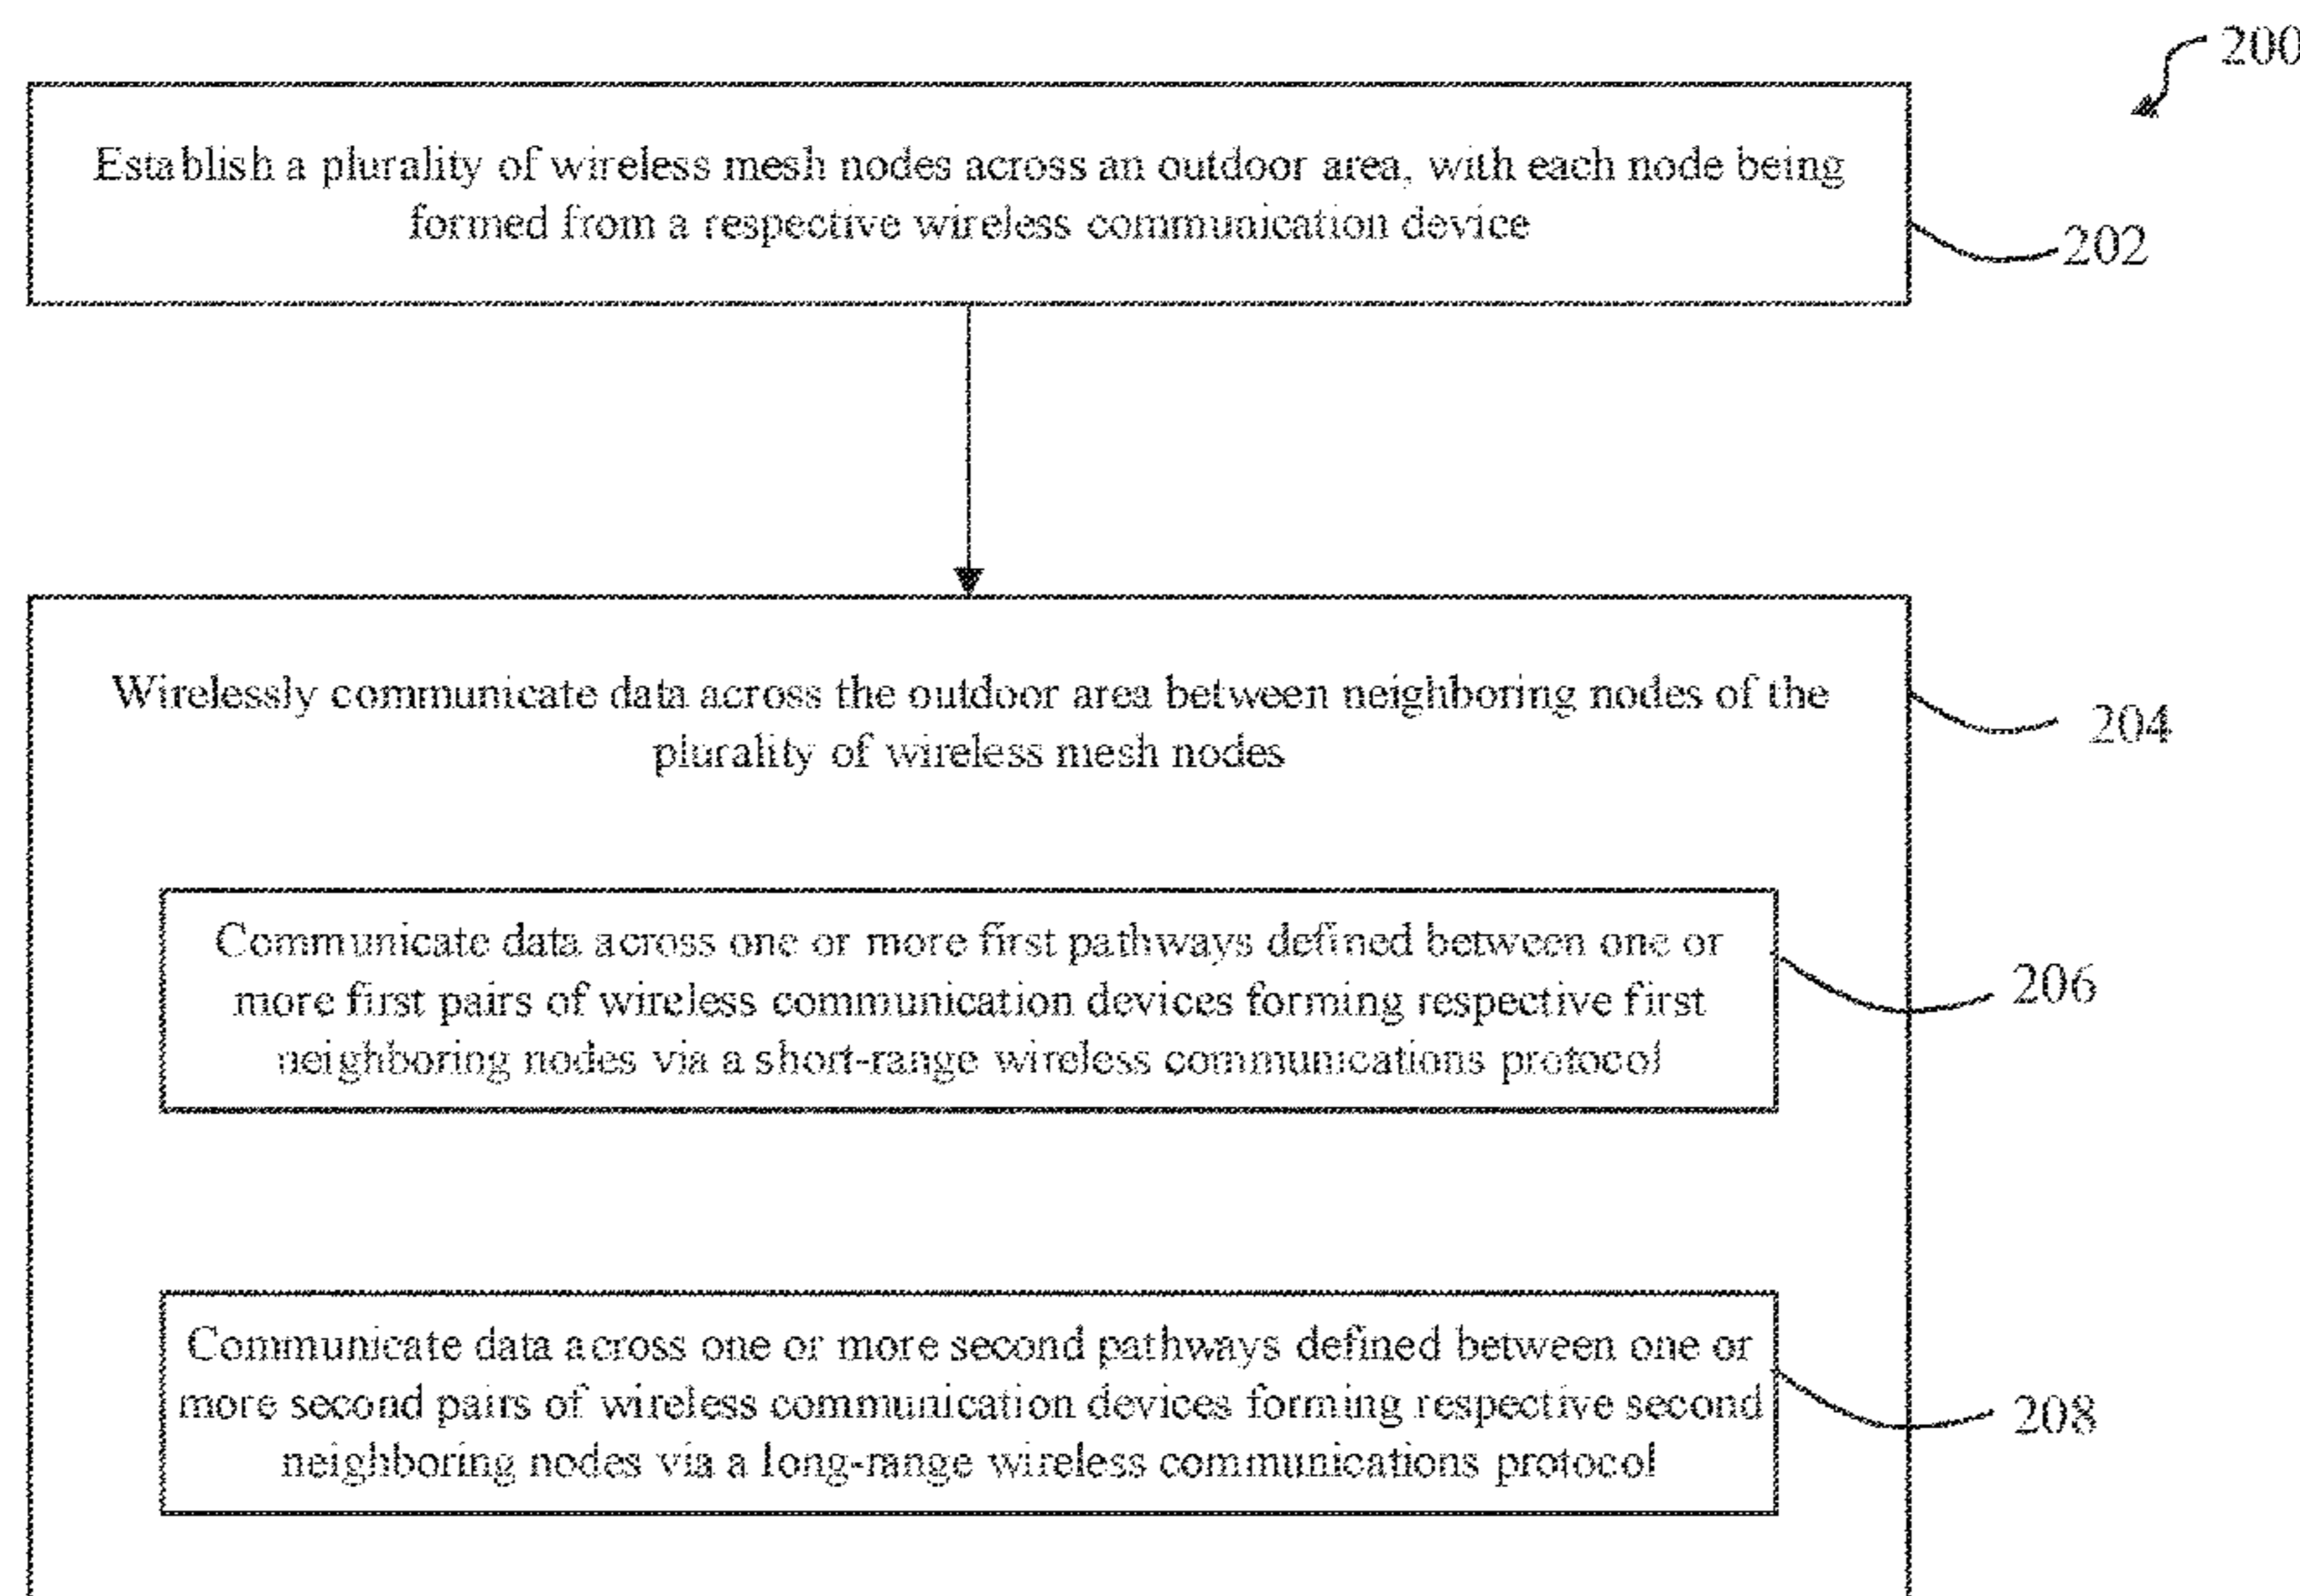 200
Establish a plurality of wireless mesh nodes across an outdoor area, with each node being
formed from a respective wireless communication device
202
Wirelessly communicate data across the outdoor area between neighboring nodes of the
plurality of wireless mesh nodes
204
Communicate data across one or more first pathways defined between one or
more first pairs of wireless communication devices forming respective first
neighboring nodes via a short-range wireless communications protocol
206
Communicate data across one or more second pathways defined between one or
more second pairs of wireless communication devices forming respective second
neighboring nodes via a long-range wireless communications protocol
208